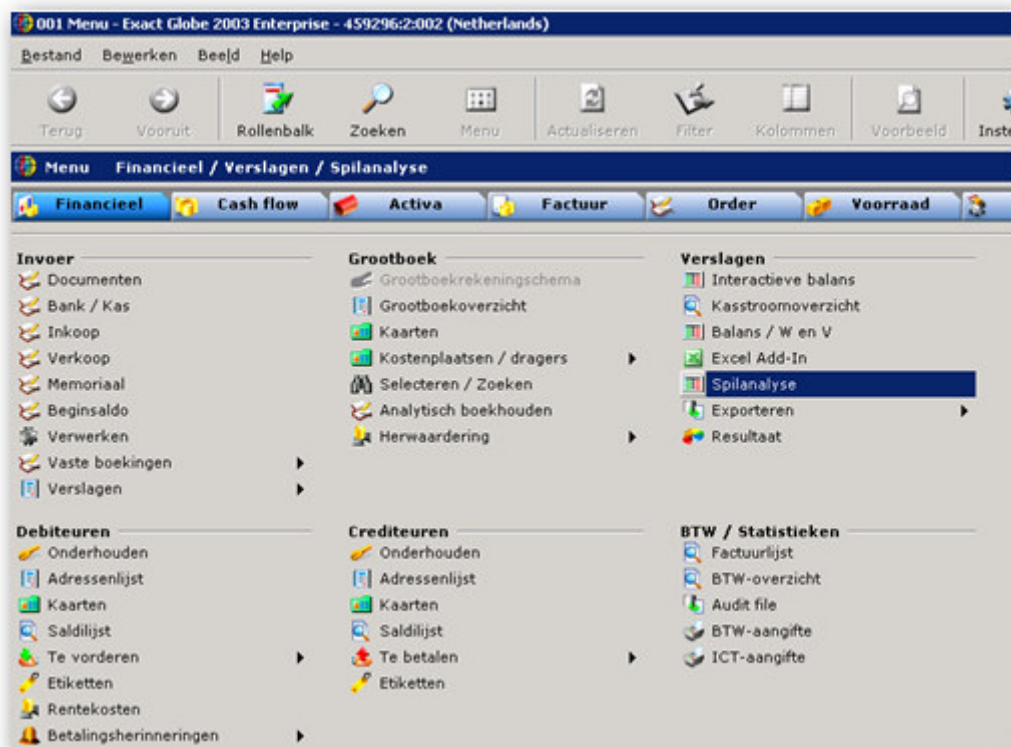 001 Menu - Exact Globe 2003 Enterprise - 459296:2:002 (Netherlands)
Bestand Bewerken Beeld Help
Terug Vooruit Rollenbalk Zoeken Menu Actualiseren Filter Kolommen Voorbeeld
Menu Financieel / Verslagen / Spilanalyse
Financieel Cash flow Activa Factuur Order Voorraad
Invoer
Documenten
Bank / Kas
Inkoop
Verkoop
Memoriaal
Beginsaldo
Verwerken
Vaste boekingen
Verslagen
Grootboek
Grootboekrekeningschema
Grootboekoverzicht
Kaarten
Kostenplaatsen / dragers
Selecteren / Zoeken
Analytisch boekhouden
Herwaardering
Verslagen
Interactieve balans
Kasstroomoverzicht
Balans / W en V
Excel Add-In
Spilanalyse
Exporteren
Resultaat
Debiteuren
Onderhouden
Adressenlijst
Kaarten
Saldilijst
Te vorderen
Etiketten
Rentekosten
Betalingsherinneringen
Crediteuren
Onderhouden
Adressenlijst
Kaarten
Saldilijst
Te betalen
Etiketten
BTW / Statistieken
Factuurlijst
BTW-overzicht
Audit file
BTW-aangifte
ICT-aangifte